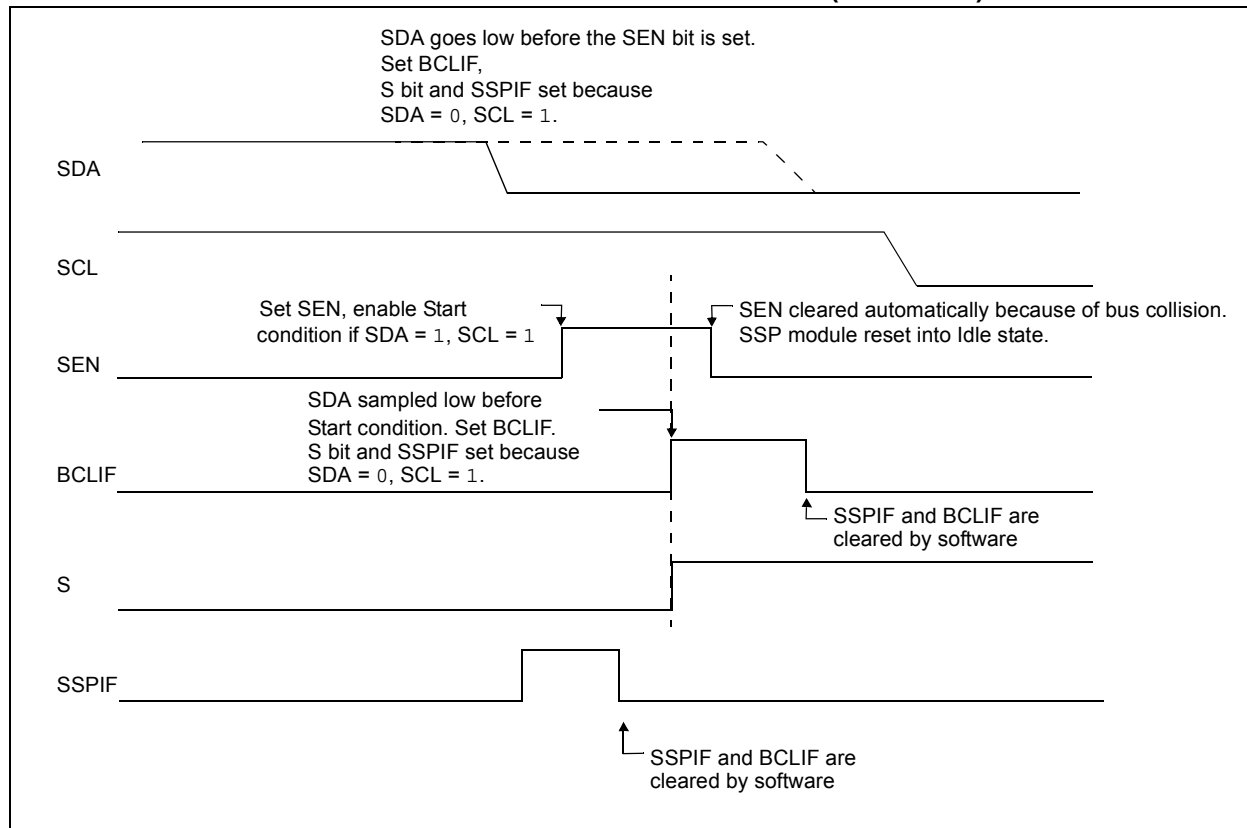 SDA goes low before the SEN bit is set.
Set BCLIF,
S bit and SSPIF set because
SDA = 0, SCL = 1.
SDA
SCL
Set SEN, enable Start
condition if SDA = 1, SCL = 1
SEN cleared automatically because of bus collision.
SSP module reset into Idle state.
SEN
SDA sampled low before
Start condition. Set BCLIF.
S bit and SSPIF set because
SDA = 0, SCL = 1.
BCLIF
SSPIF and BCLIF are
cleared by software
S
SSPIF
SSPIF and BCLIF are
cleared by software